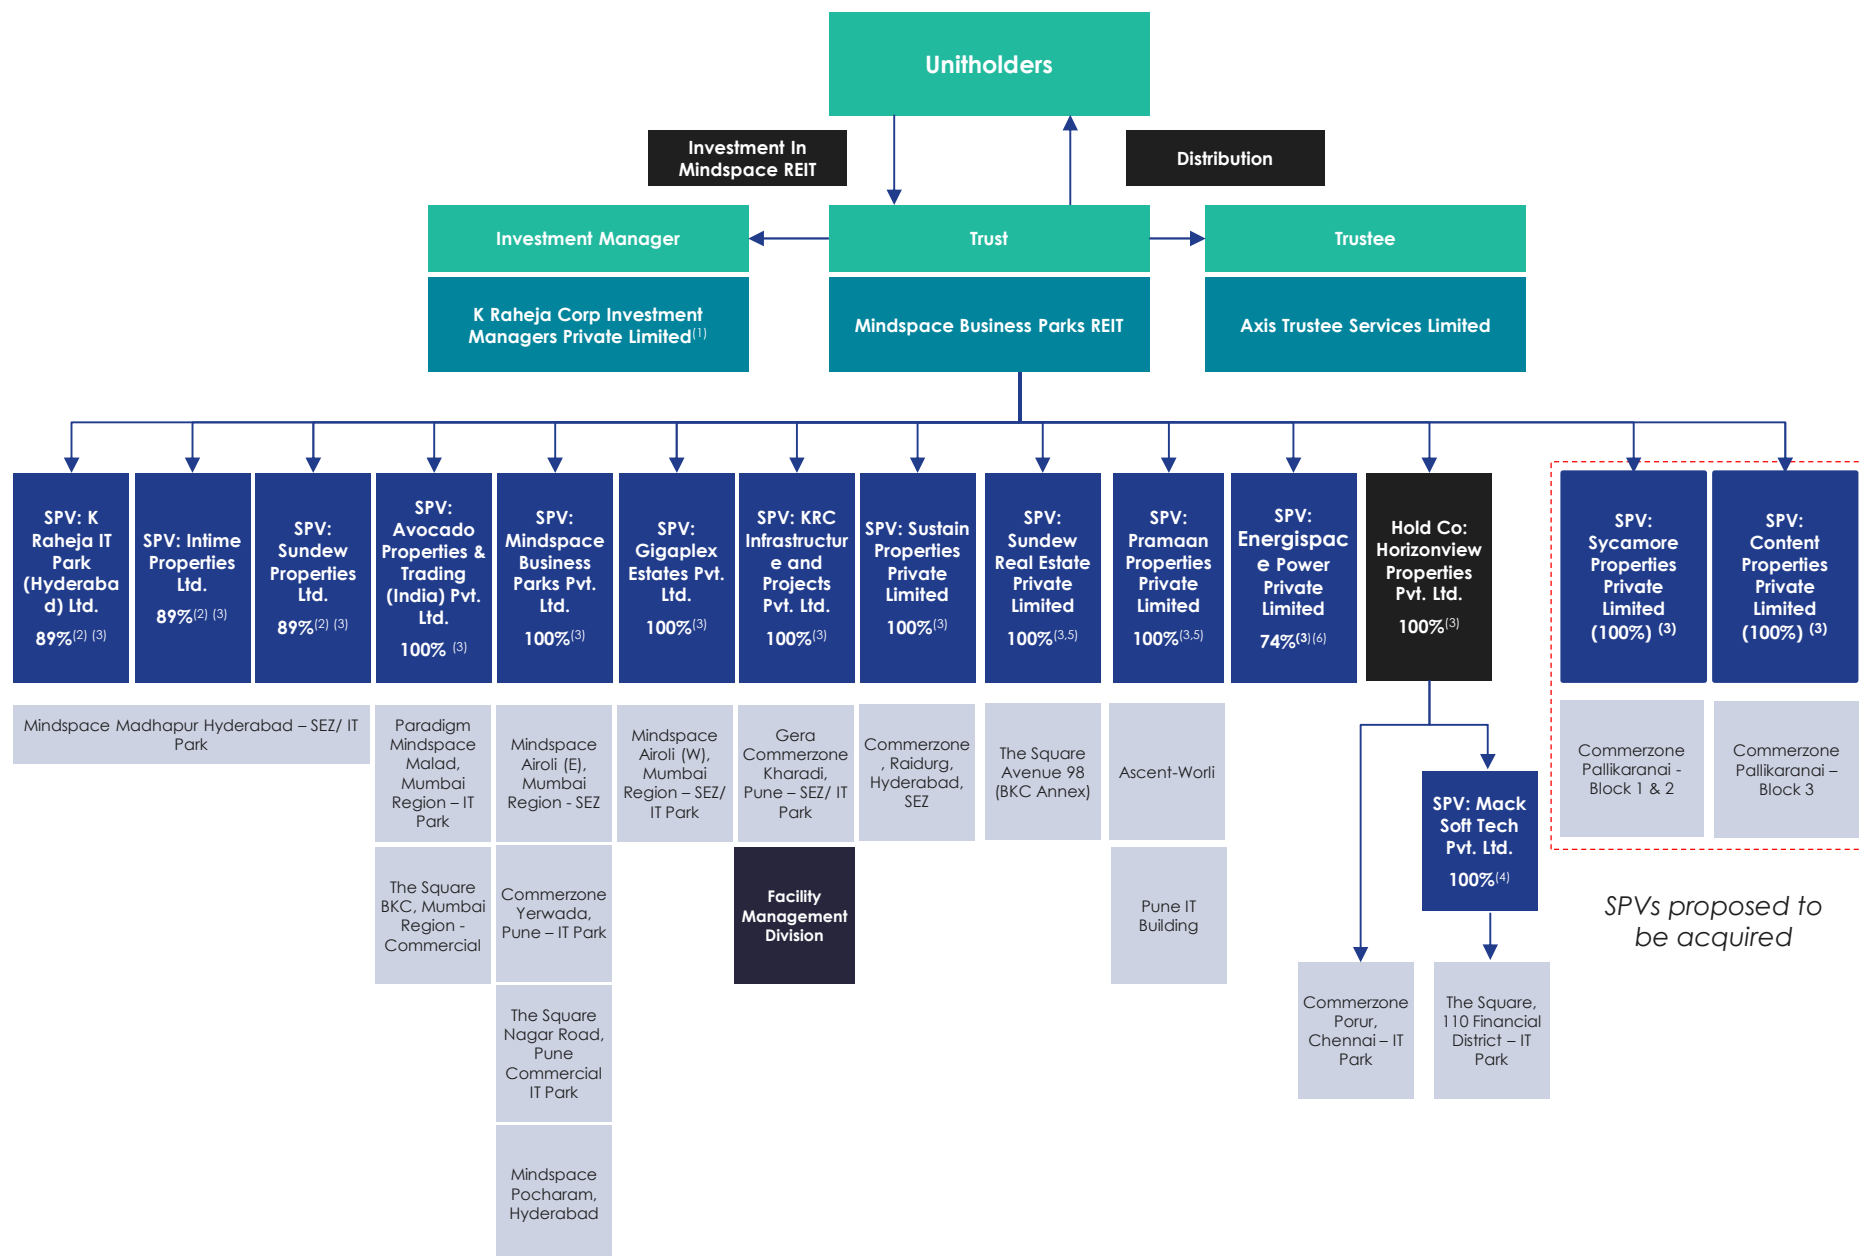 Unitholders
Investment In
Mindspace REIT
Distribution
Investment Manager
Trust
Trustee
K Raheja Corp Investment
Managers Private Limited(1)
Mindspace Business Parks REIT
Axis Trustee Services Limited
SPV: K
Raheja IT
Park
(Hyderaba
d) Ltd.
89%(2) (3)
SPV: Intime
Properties
Ltd.
89%(2) (3)
SPV:
Sundew
Properties
Ltd.
89%(2) (3)
SPV:
Avocado
Properties &
Trading
(India) Pvt.
Ltd.
100% (3)
SPV:
Mindspace
Business
Parks Pvt.
Ltd.
100%(3)
SPV:
Gigaplex
Estates Pvt.
Ltd.
100%(3)
SPV: KRC
Infrastructur
e and
Projects
Pvt. Ltd.
100%(3)
SPV: Sustain
Properties
Private
Limited
100%(3)
SPV:
Sundew
Real Estate
Private
Limited
100%(3,5)
SPV:
Pramaan
Properties
Private
Limited
100%(3,5)
SPV:
Energispac
e Power
Private
Limited
74%(3)(6)
Hold Co:
Horizonview
Properties
Pvt. Ltd.
100%(3)
SPV:
Sycamore
Properties
Private
Limited
(100%) (3)
SPV:
Content
Properties
Private
Limited
(100%) (3)
Mindspace Madhapur Hyderabad – SEZ/ IT
Park
Paradigm
Mindspace
Malad,
Mumbai
Region – IT
Park
Mindspace
Airoli (E),
Mumbai
Region - SEZ
Mindspace
Airoli (W),
Mumbai
Region – SEZ/
IT Park
Gera
Commerzone
Kharadi,
Pune – SEZ/ IT
Park
Commerzone
, Raidurg,
Hyderabad,
SEZ
The Square
Avenue 98
(BKC Annex)
Ascent-Worli
Commerzone
Pallikaranai -
Block 1 & 2
Commerzone
Pallikaranai –
Block 3
SPV: Mack
Soft Tech
Pvt. Ltd.
100%(4)
The Square
BKC, Mumbai
Region -
Commercial
Commerzone
Yerwada,
Pune – IT Park
Facility
Management
Division
Pune IT
Building
SPVs proposed to
be acquired
Commerzone
Porur,
Chennai – IT
Park
The Square,
110 Financial
District – IT
Park
The Square
Nagar Road,
Pune
Commercial
IT Park
Mindspace
Pocharam,
Hyderabad